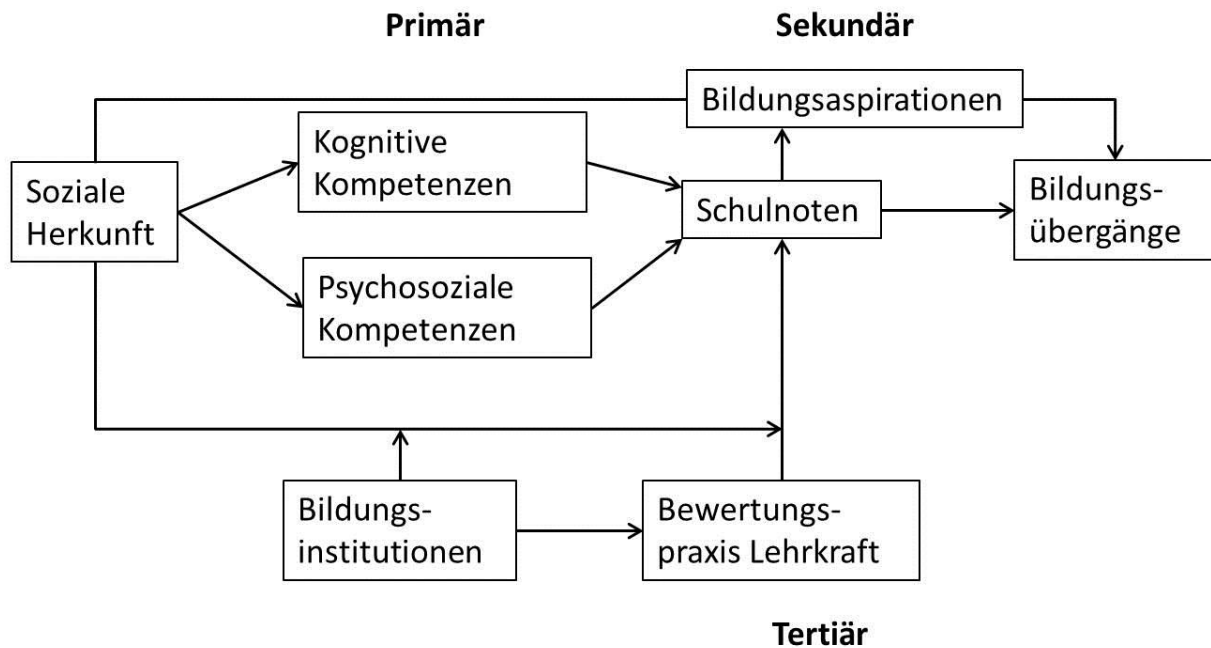 Primär
Sekundär
Bildungsaspirationen
Kognitive
Kompetenzen
Soziale
Herkunft
Schulnoten
Bildungs-
übergänge
Psychosoziale
Kompetenzen
Bildungs-
institutionen
Bewertungs-
praxis Lehrkraft
Tertiär